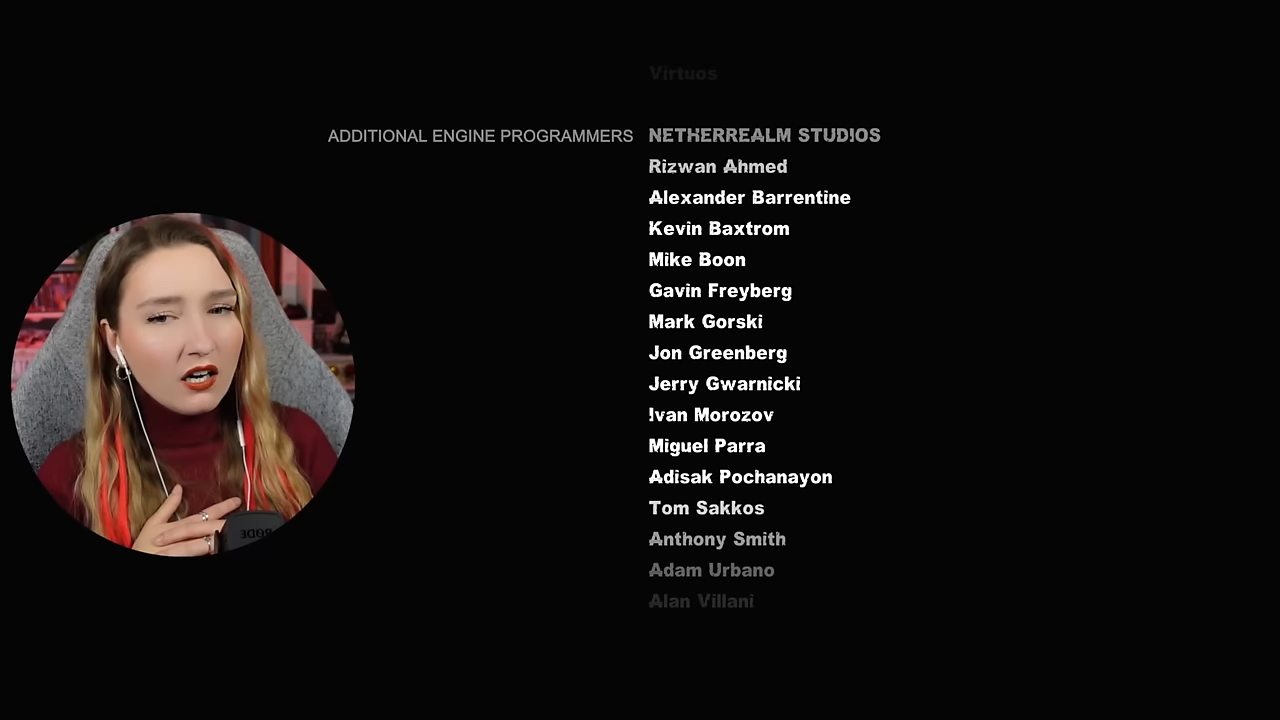 Virtuos
ADDITIONAL ENGINE PROGRAMMERS NETHERREALM STUDIOS
Rizwan Ahmed
Alexander Barrentine
Kevin Baxtrom
Mike Boon
Gavin Freyberg
Mark Gorski
Jon Greenberg
Jerry Gwarnicki
Ivan Morozov
Miguel Parra
Adisak Pochanayon
Tom Sakkos
Anthony Smith
Adam Urbano
Alan Villani
RØDE